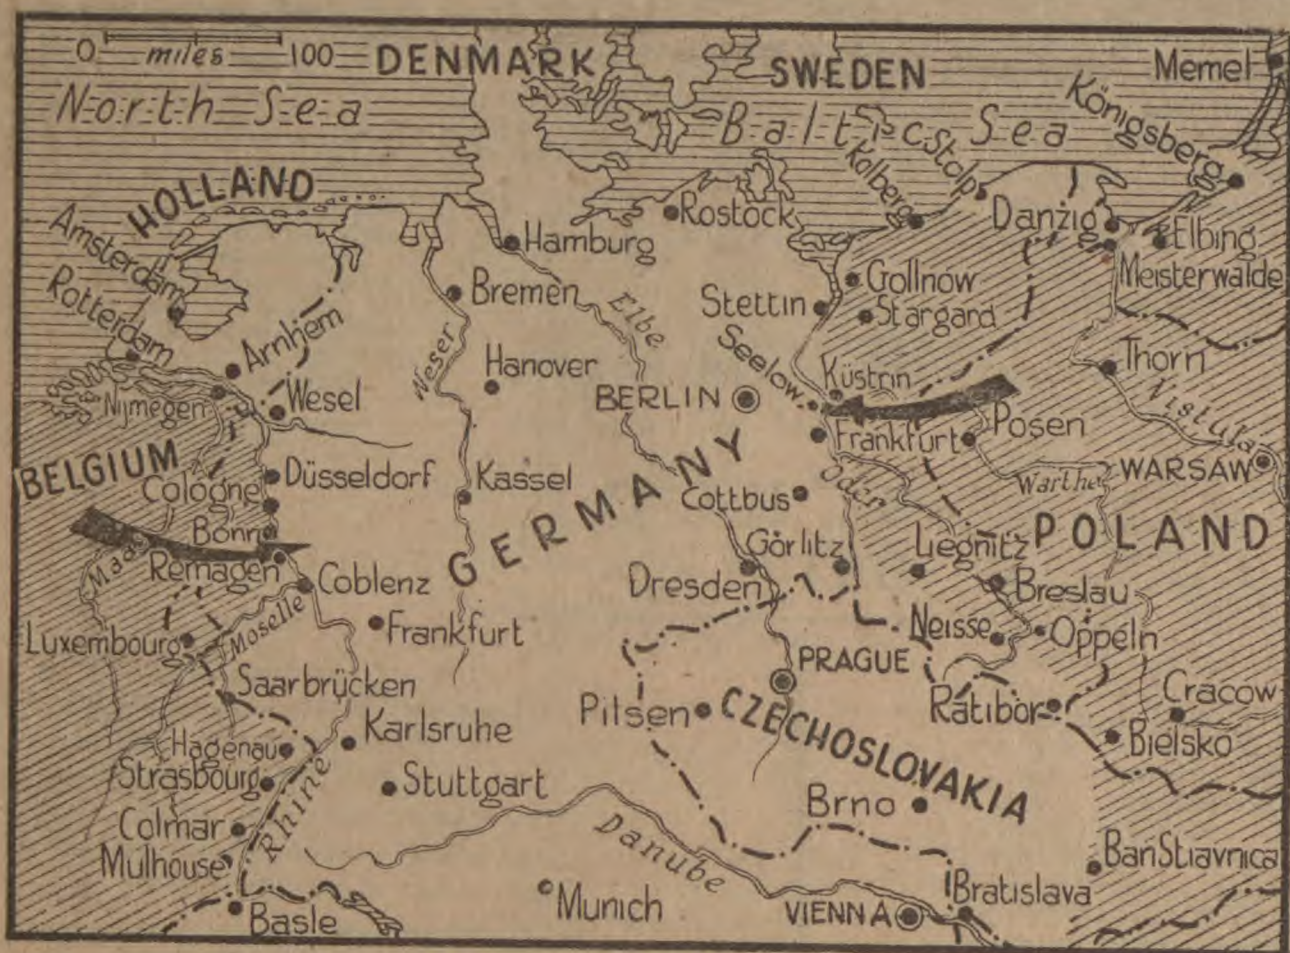 0 miles 100
DENMARK
SWEDEN
Memel
North Sea
Baltic Sea
Königsberg
HOLLAND
Kolberg
Stolp
Danzig
Elbing
Meisterwalde
Rostock
Hamburg
Amsterdam
Rotterdam
Bremen
Elbe
Gollnow
Stettin
Stargard
Arnhem
Weser
Hanover
Seelow
Küstrin
Thorn
Vistula
Nijmegen
Wesel
BERLIN
Frankfurt
Posen
BELGIUM
Düsseldorf
Kassel
GERMANY
Cottbus
Oder
Warthe
WARSAW
Cologne
Bonn
Remagen
Maas
Coblenz
Görlitz
Liegnitz
POLAND
Dresden
Breslau
Luxembourg
Moselle
Frankfurt
Neisse
Oppeln
PRAGUE
Saarbrücken
Pilsen
CZECHOSLOVAKIA
Ratibor
Cracow
Bielsko
Hagenau
Karlsruhe
Strasbourg
Rhine
Stuttgart
Brno
Colmar
Mulhouse
Danube
Ban Stiavnica
Basle
Munich
VIENNA
Bratislava